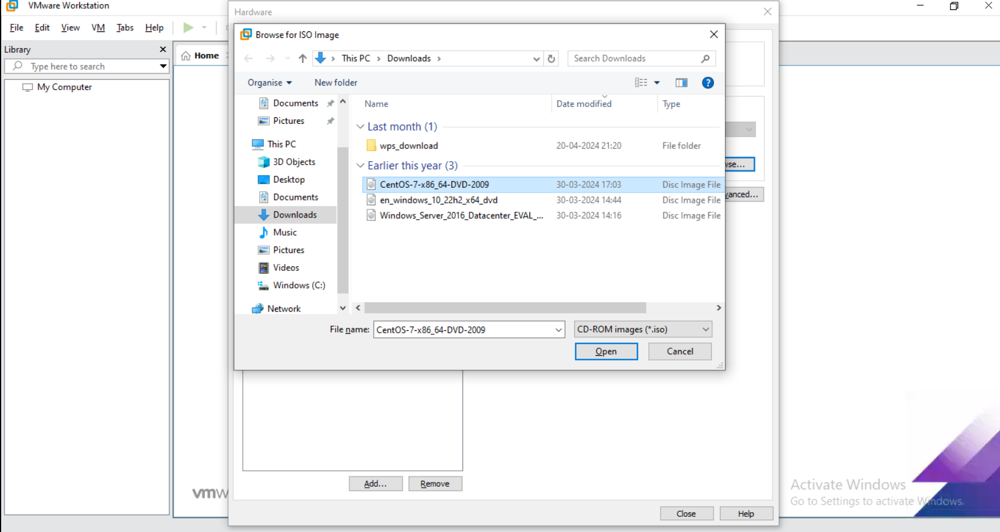 VMware Workstation
File Edit View VM Tabs Help
Library
Type here to search
My Computer
Home
Hardware
Browse for ISO Image
This PC > Downloads >
Search Downloads
Organise New folder
Documents
Pictures
This PC
3D Objects
Desktop
Documents
Downloads
Music
Pictures
Videos
Windows (C:)
Network
Name Date modified Type
Last month (1)
wps_download 20-04-2024 21:20 File folder
Earlier this year (3)
CentOS-7-x86_64-DVD-2009 30-03-2024 17:03 Disc Image File
en_windows_10_22h2_x64_dvd 30-03-2024 14:44 Disc Image File
Windows_Server_2016_Datacenter_EVAL_... 30-03-2024 14:16 Disc Image File
File name: CentOS-7-x86_64-DVD-2009 CD-ROM images (*.iso)
Open Cancel
wse...
vanced...
Add... Remove
vmw
Close Help
Activate Windows
Go to Settings to activate Windows.